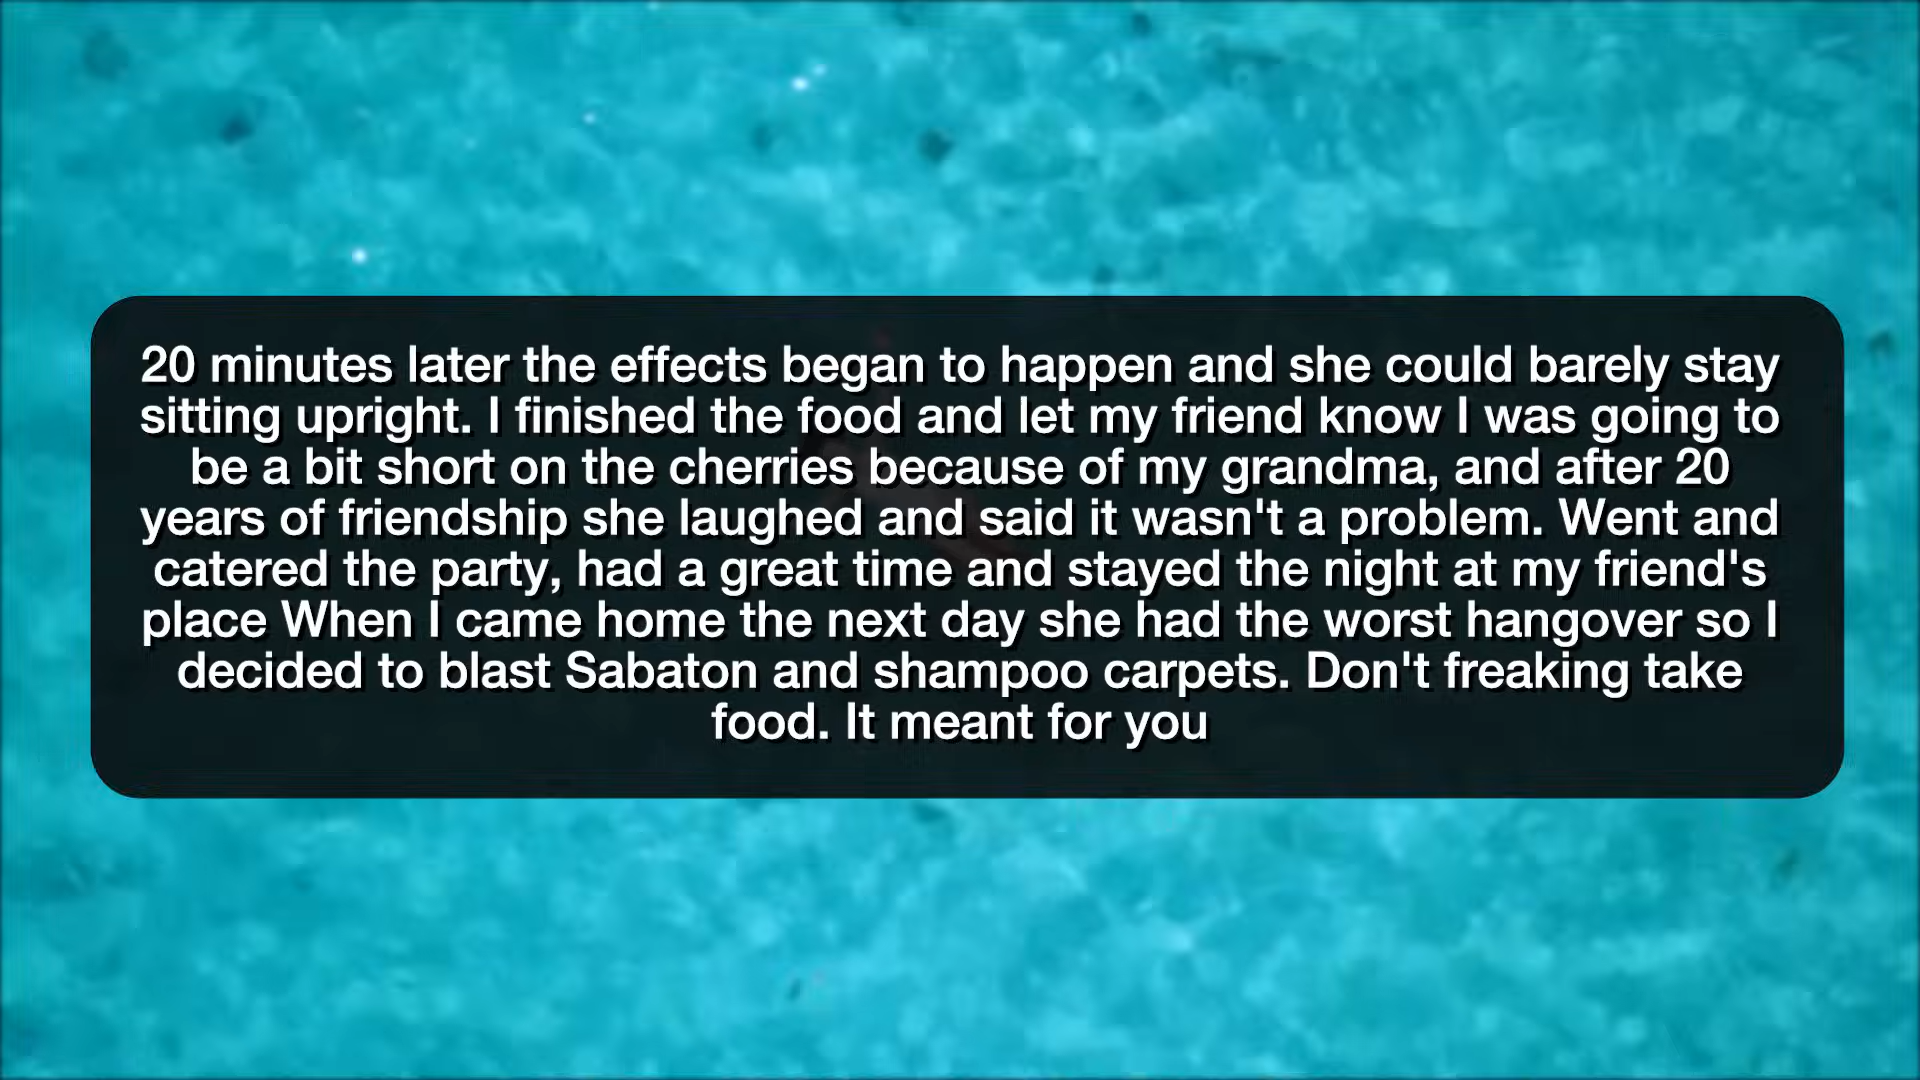 20 minutes later the effects began to happen and she could barely stay
sitting upright. I finished the food and let my friend know I was going to
be a bit short on the cherries because of my grandma, and after 20
years of friendship she laughed and said it wasn't a problem. Went and
catered the party, had a great time and stayed the night at my friend's
place When I came home the next day she had the worst hangover so I
decided to blast Sabaton and shampoo carpets. Don't freaking take
food. It meant for you